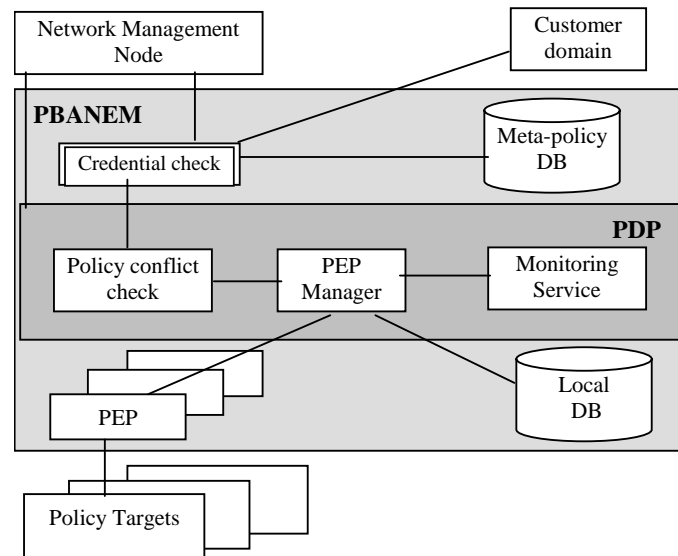 Network Management
Node
Customer
domain
PBANEM
Credential check
Meta-policy
DB
PDP
Policy conflict
check
PEP
Manager
Monitoring
Service
PEP
Local
DB
Policy Targets